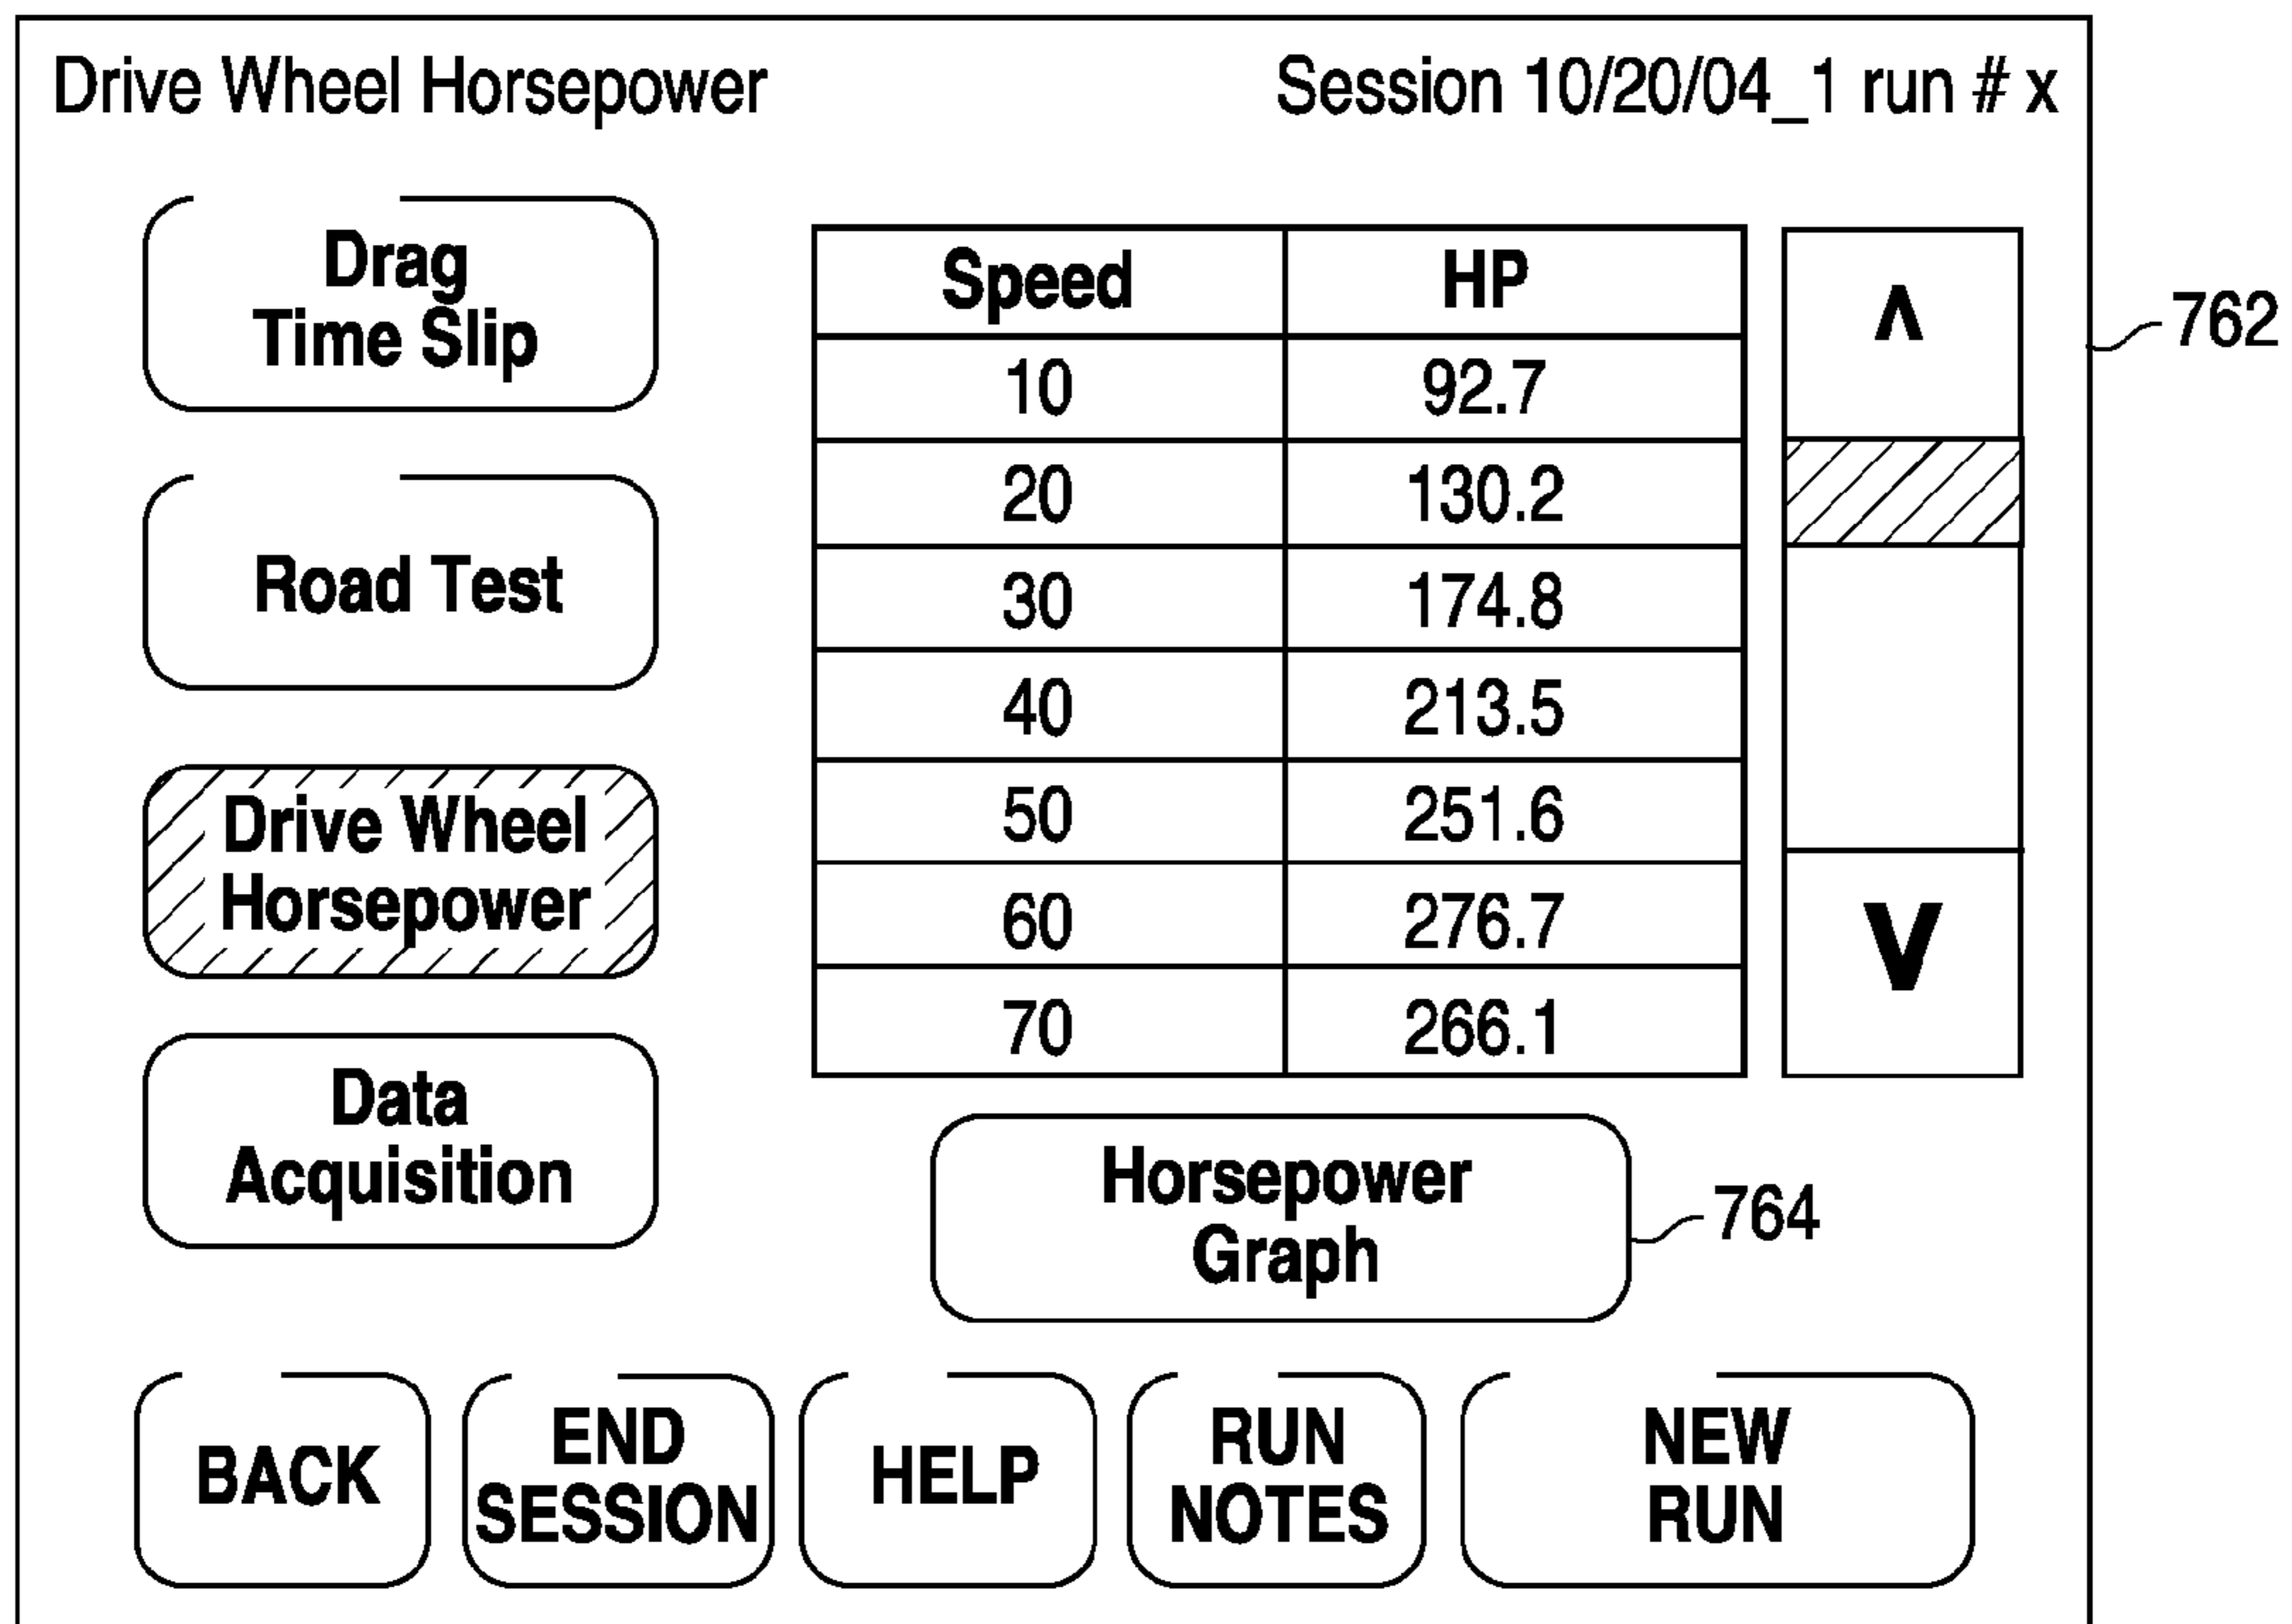 Drive Wheel Horsepower
Session 10/20/04_1 run # x
Drag
Time Slip
Road Test
Drive Wheel
Horsepower
Data
Acquisition
Speed HP
10 92.7
20 130.2
30 174.8
40 213.5
50 251.6
60 276.7
70 266.1
Λ
V
762
Horsepower
Graph
764
BACK
END
SESSION
HELP
RUN
NOTES
NEW
RUN